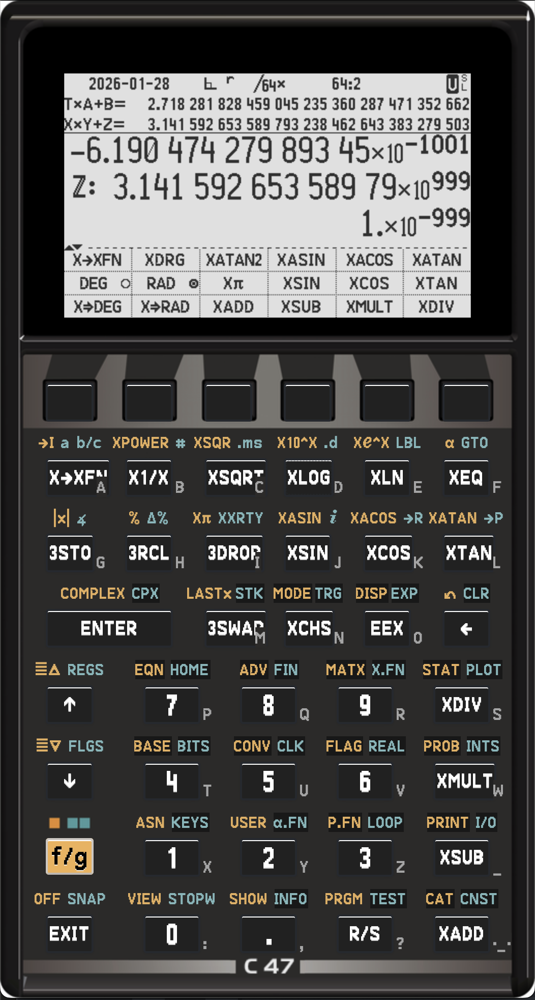 2026-01-28 ⊾ r /64× 64:2 U S L
T×A+B= 2.718 281 828 459 045 235 360 287 471 352 662
X×Y+Z= 3.141 592 653 589 793 238 462 643 383 279 503
-6.190 474 279 893 45×10-1001
Z: 3.141 592 653 589 79×10999
1.×10-999
X→XFN XDRG XATAN2 XASIN XACOS XATAN
DEG RAD Xπ XSIN XCOS XTAN
X⇒DEG X⇒RAD XADD XSUB XMULT XDIV
→I a b/c XPOWER # XSQR .ms X10^X .d Xe^X LBL α GTO
X→XFN A X1/X B XSQRT C XLOG D XLN E XEQ F
|x| ∡ % Δ% Xπ XXRTY XASIN i XACOS →R XATAN →P
3STO G 3RCL H 3DROP I XSIN J XCOS K XTAN L
COMPLEX CPX LASTx STK MODE TRG DISP EXP ↶ CLR
ENTER 3SWAP M XCHS N EEX O ←
≡△ REGS EQN HOME ADV FIN MATX X.FN STAT PLOT
↑ 7 P 8 Q 9 R XDIV S
≡▽ FLGS BASE BITS CONV CLK FLAG REAL PROB INTS
↓ 4 T 5 U 6 V XMULT W
ASN KEYS USER α.FN P.FN LOOP PRINT I/O
f/g 1 X 2 Y 3 Z XSUB _
OFF SNAP VIEW STOPW SHOW INFO PRGM TEST CAT CNST
EXIT 0 : . , R/S ? XADD ._.
C 47